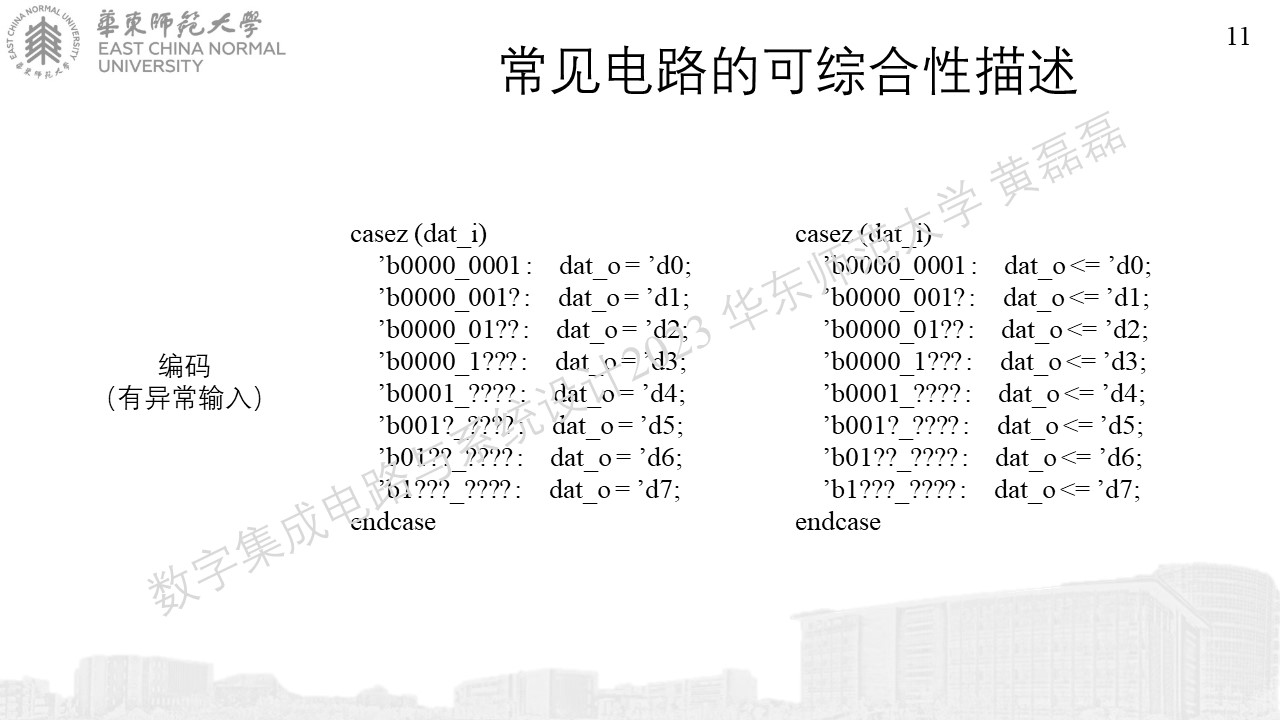 華東師范大學
EAST CHINA NORMAL
UNIVERSITY
EAST CHINA NORMAL UNIVERSITY
華東师范大学
11
常见电路的可综合性描述
编码
（有异常输入）
casez (dat_i)
’b0000_0001 : dat_o = ’d0;
’b0000_001? : dat_o = ’d1;
’b0000_01?? : dat_o = ’d2;
’b0000_1??? : dat_o = ’d3;
’b0001_???? : dat_o = ’d4;
’b001?_???? : dat_o = ’d5;
’b01??_???? : dat_o = ’d6;
’b1???_???? : dat_o = ’d7;
endcase
casez (dat_i)
’b0000_0001 : dat_o <= ’d0;
’b0000_001? : dat_o <= ’d1;
’b0000_01?? : dat_o <= ’d2;
’b0000_1??? : dat_o <= ’d3;
’b0001_???? : dat_o <= ’d4;
’b001?_???? : dat_o <= ’d5;
’b01??_???? : dat_o <= ’d6;
’b1???_???? : dat_o <= ’d7;
endcase
数字集成电路与系统设计2023 华东师范大学 黄磊磊